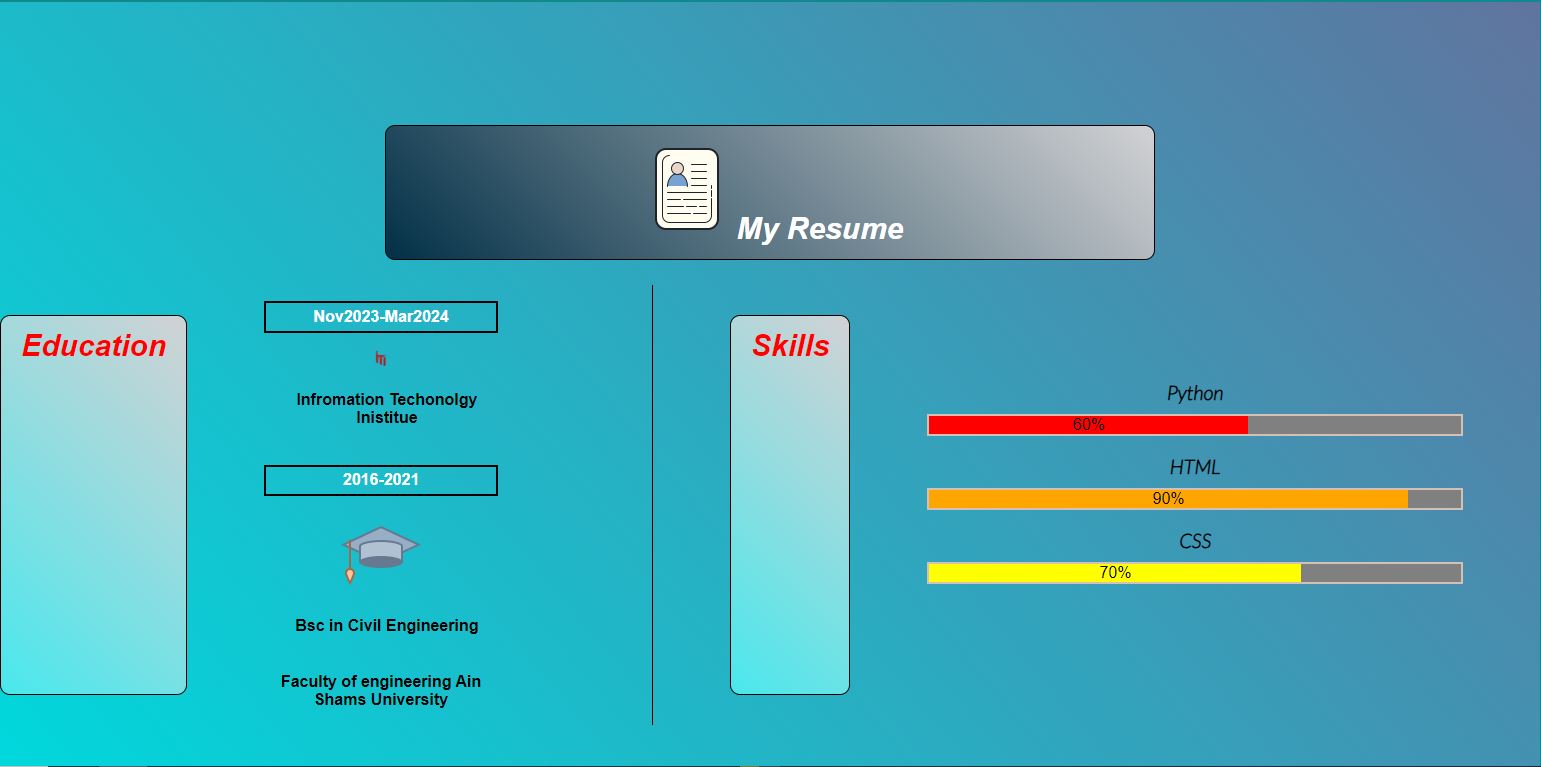 My Resume
Education
Nov2023-Mar2024
Infromation Techonolgy
Inistitue
2016-2021
Bsc in Civil Engineering
Faculty of engineering Ain
Shams University
Skills
Python
60%
HTML
90%
CSS
70%